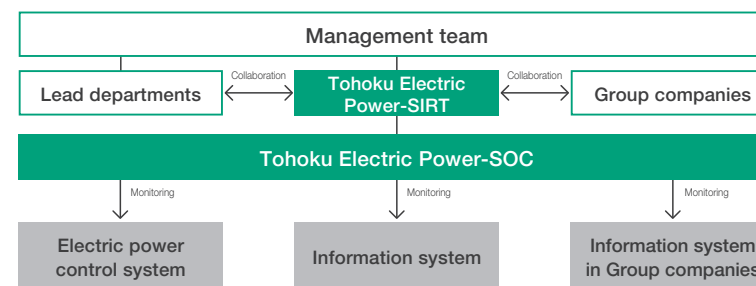 Management team
Lead departments
Collaboration
Tohoku Electric
Power-SIRT
Collaboration
Group companies
Tohoku Electric Power-SOC
Monitoring
Monitoring
Monitoring
Electric power
control system
Information system
Information system
in Group companies